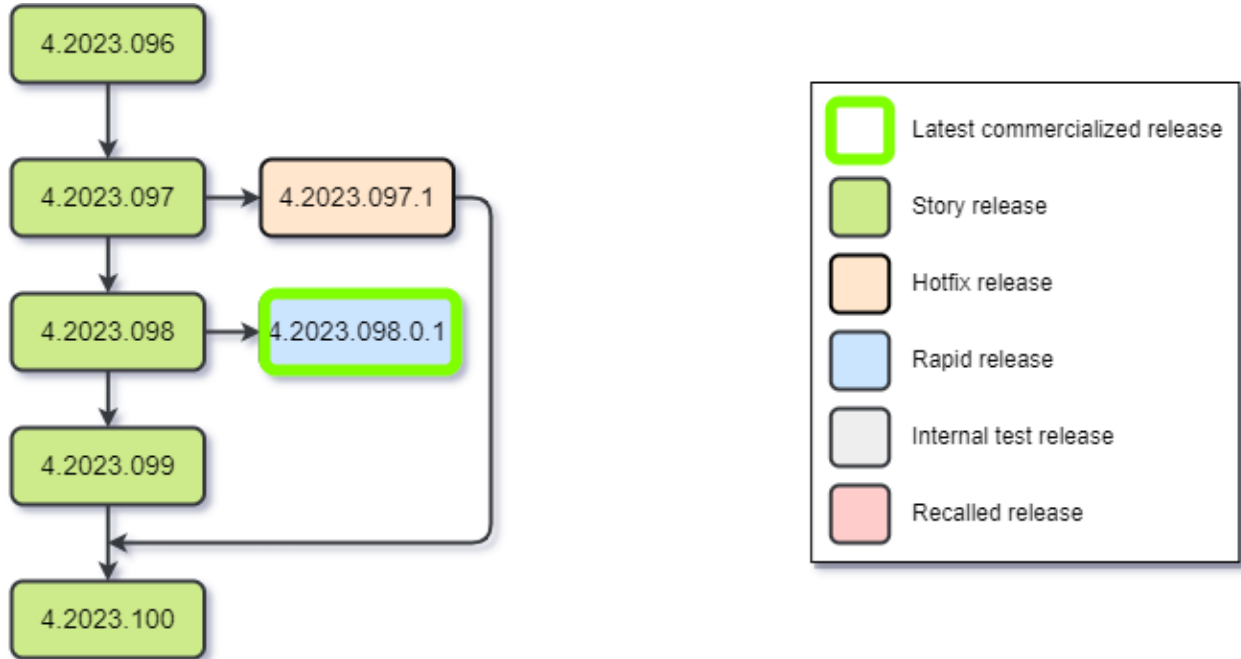 4.2023.096
4.2023.097
4.2023.097.1
4.2023.098
4.2023.098.0.1
4.2023.099
4.2023.100
Latest commercialized release
Story release
Hotfix release
Rapid release
Internal test release
Recalled release